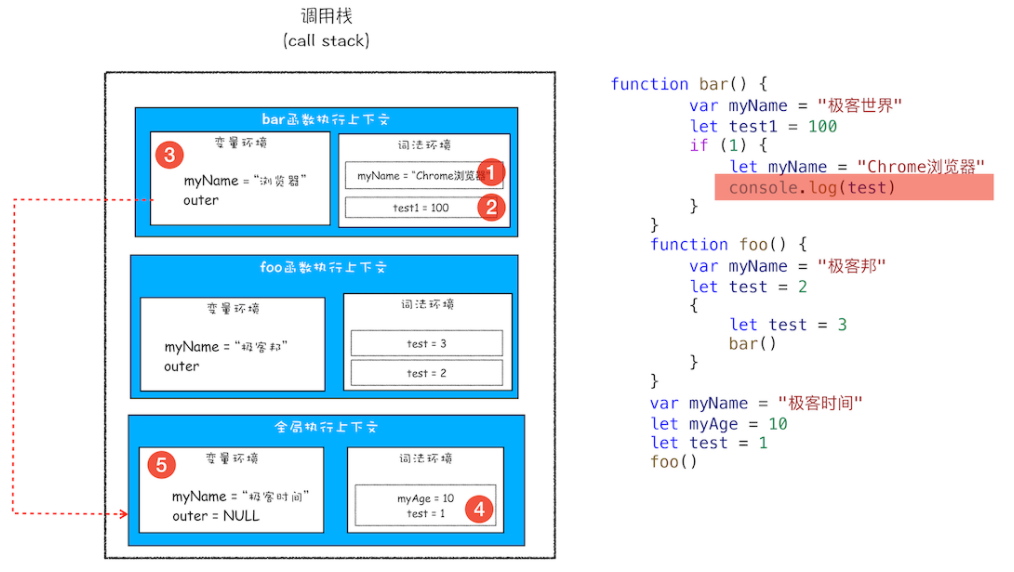 调用栈
(call stack)
bar函数执行上下文
变量环境
3
myName = “浏览器”
outer
词法环境
myName = “Chrome浏览器”
1
test1 = 100
2
foo函数执行上下文
变量环境
myName = “极客邦”
outer
词法环境
test = 3
test = 2
全局执行上下文
变量环境
5
myName = “极客时间”
outer = NULL
词法环境
myAge = 10
test = 1
4
function bar() {
var myName = "极客世界"
let test1 = 100
if (1) {
let myName = "Chrome浏览器"
console.log(test)
}
}
function foo() {
var myName = "极客邦"
let test = 2
{
let test = 3
bar()
}
}
var myName = "极客时间"
let myAge = 10
let test = 1
foo()